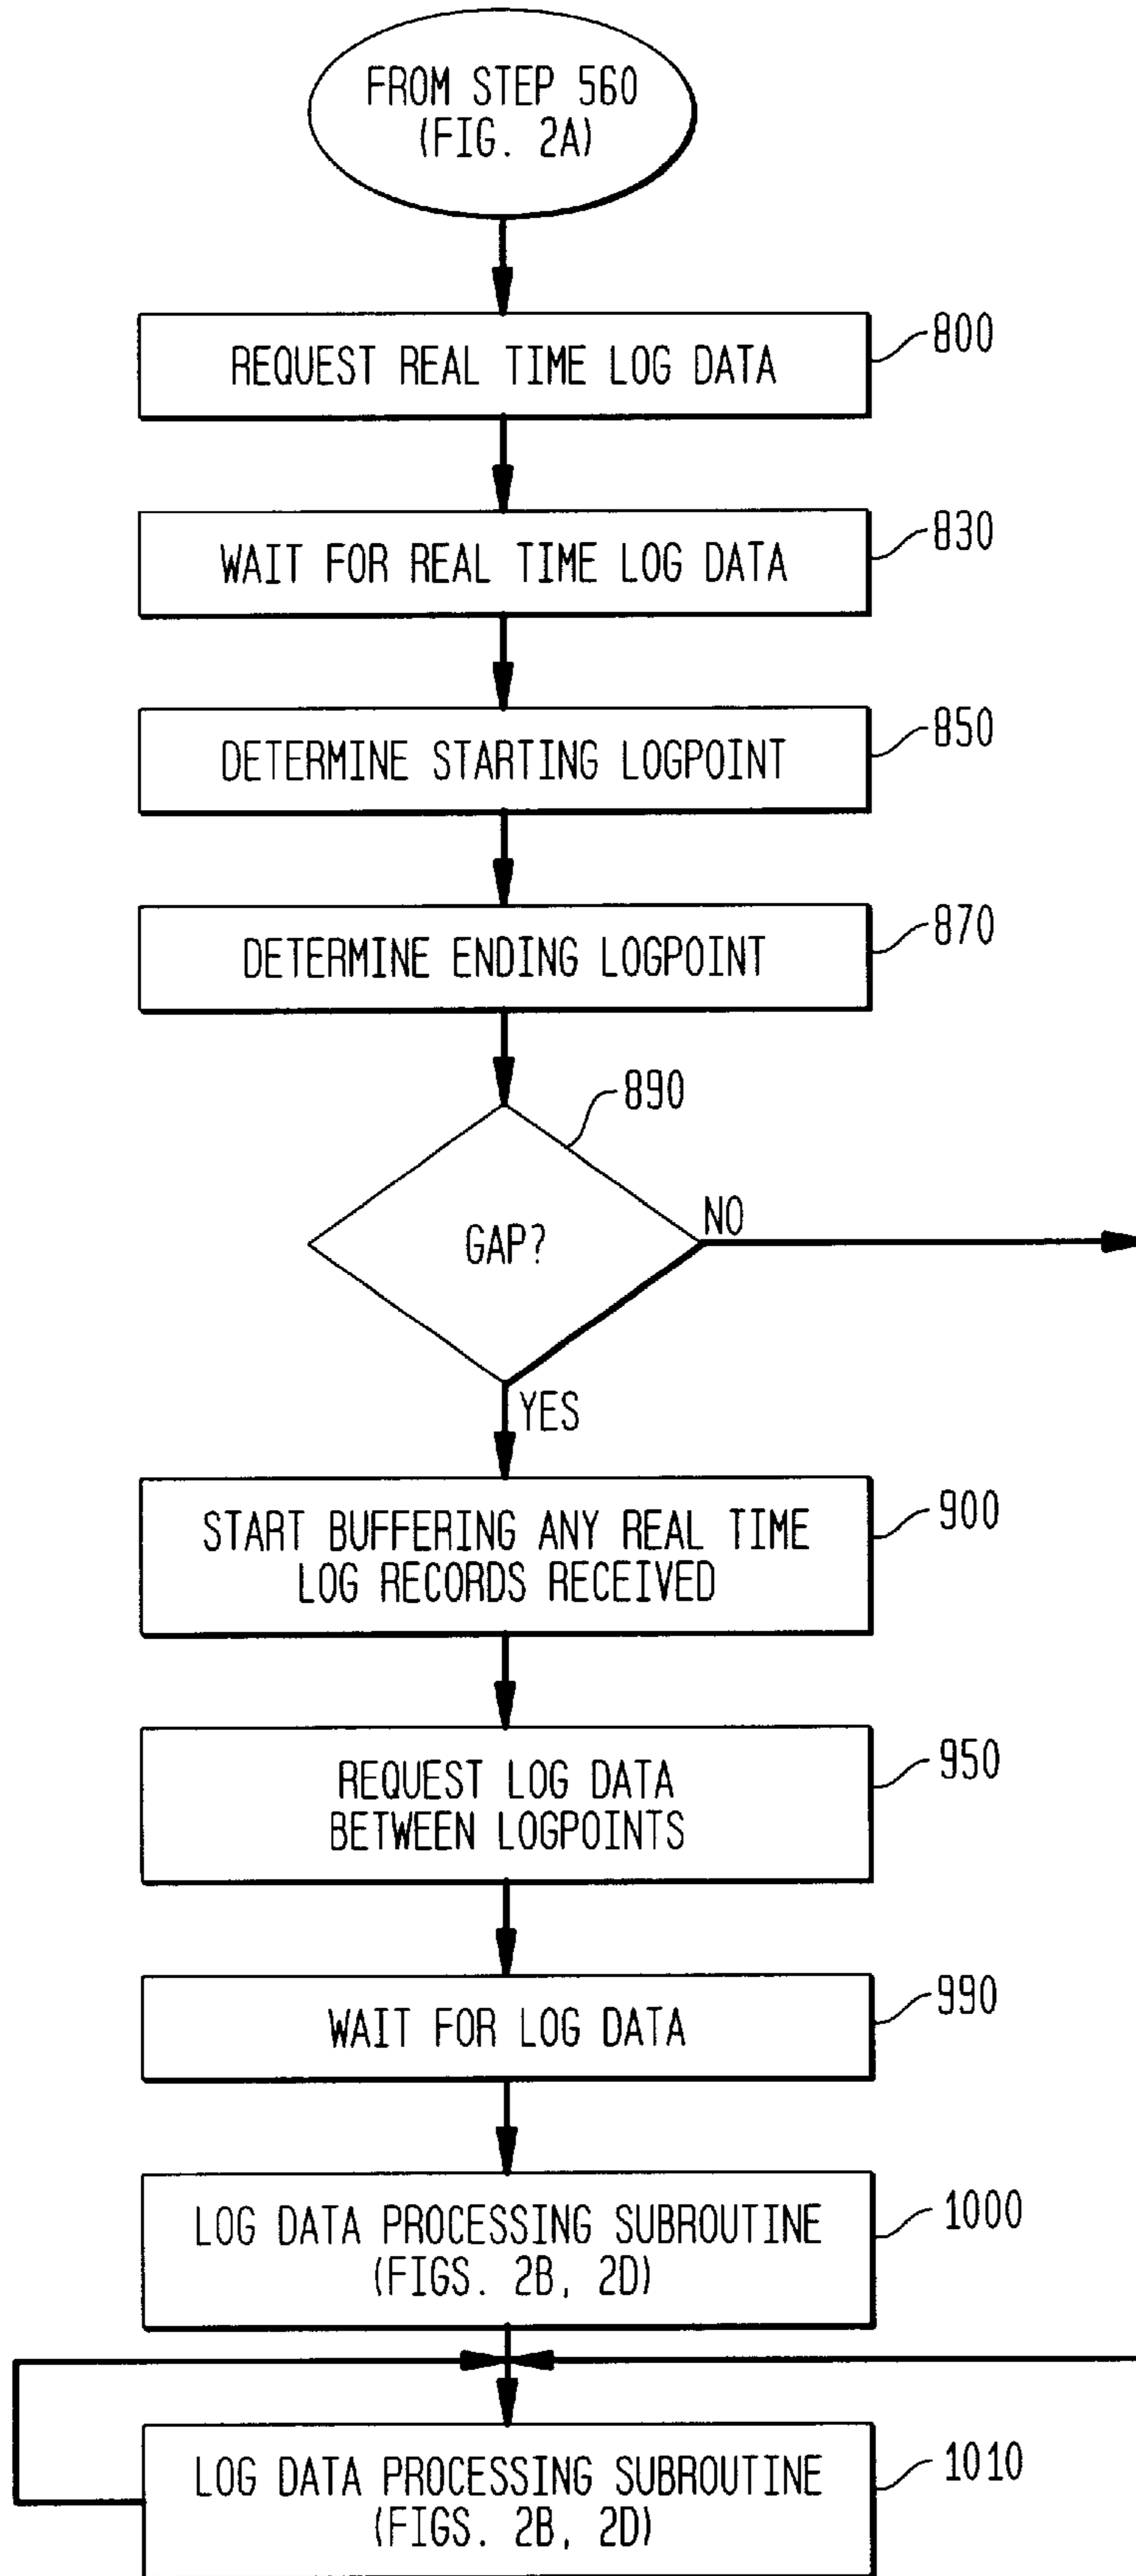 FROM STEP 560
(FIG. 2A)
REQUEST REAL TIME LOG DATA
800
WAIT FOR REAL TIME LOG DATA
830
DETERMINE STARTING LOGPOINT
850
DETERMINE ENDING LOGPOINT
870
890
GAP?
NO
YES
START BUFFERING ANY REAL TIME
LOG RECORDS RECEIVED
900
REQUEST LOG DATA
BETWEEN LOGPOINTS
950
WAIT FOR LOG DATA
990
LOG DATA PROCESSING SUBROUTINE
(FIGS. 2B, 2D)
1000
LOG DATA PROCESSING SUBROUTINE
(FIGS. 2B, 2D)
1010